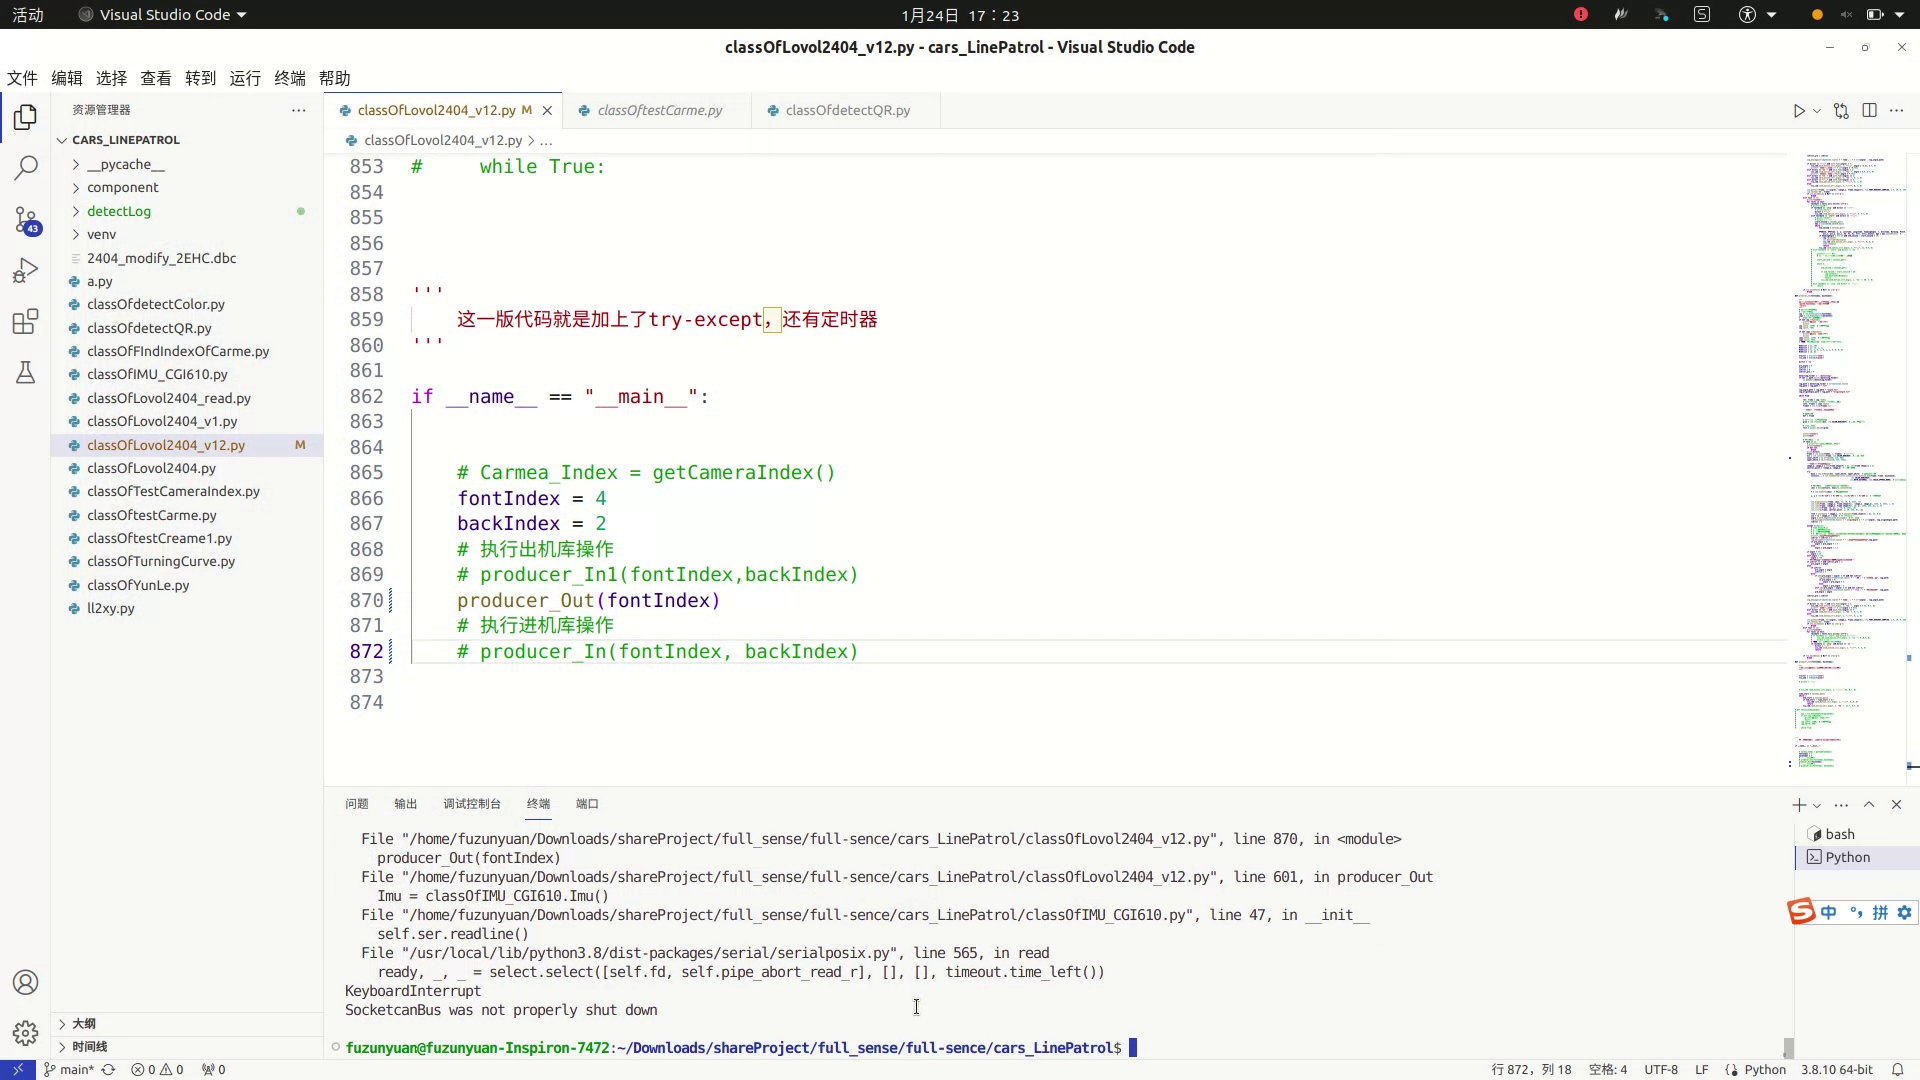 活动 Visual Studio Code 1月24日 17：23
classOfLovol2404_v12.py - cars_LinePatrol - Visual Studio Code
文件 编辑 选择 查看 转到 运行 终端 帮助
资源管理器
CARS_LINEPATROL
__pycache__
component
detectLog
venv
2404_modify_2EHC.dbc
a.py
classOfdetectColor.py
classOfdetectQR.py
classOfFIndIndexOfCarme.py
classOfIMU_CGI610.py
classOfLovol2404_read.py
classOfLovol2404_v1.py
classOfLovol2404_v12.py M
classOfLovol2404.py
classOfTestCameraIndex.py
classOftestCarme.py
classOftestCreame1.py
classOfTurningCurve.py
classOfYunLe.py
ll2xy.py
大纲
时间线
43
classOfLovol2404_v12.py M classOftestCarme.py classOfdetectQR.py
classOfLovol2404_v12.py > ...
853 #     while True:
854
855
856
857
858 '''
859     这一版代码就是加上了try-except，还有定时器
860 '''
861
862 if __name__ == "__main__":
863
864
865     # Carmea_Index = getCameraIndex()
866     fontIndex = 4
867     backIndex = 2
868     # 执行出机库操作
869     # producer_In1(fontIndex,backIndex)
870     producer_Out(fontIndex)
871     # 执行进机库操作
872     # producer_In(fontIndex, backIndex)
873
874
问题 输出 调试控制台 终端 端口
File "/home/fuzunyuan/Downloads/shareProject/full_sense/full-sence/cars_LinePatrol/classOfLovol2404_v12.py", line 870, in <module>
producer_Out(fontIndex)
File "/home/fuzunyuan/Downloads/shareProject/full_sense/full-sence/cars_LinePatrol/classOfLovol2404_v12.py", line 601, in producer_Out
Imu = classOfIMU_CGI610.Imu()
File "/home/fuzunyuan/Downloads/shareProject/full_sense/full-sence/cars_LinePatrol/classOfIMU_CGI610.py", line 47, in __init__
self.ser.readline()
File "/usr/local/lib/python3.8/dist-packages/serial/serialposix.py", line 565, in read
ready, _, _ = select.select([self.fd, self.pipe_abort_read_r], [], [], timeout.time_left())
KeyboardInterrupt
SocketcanBus was not properly shut down
fuzunyuan@fuzunyuan-Inspiron-7472:~/Downloads/shareProject/full_sense/full-sence/cars_LinePatrol$
bash
Python
中 °, 拼
main* 0 0 0 行 872，列 18 空格: 4 UTF-8 LF Python 3.8.10 64-bit